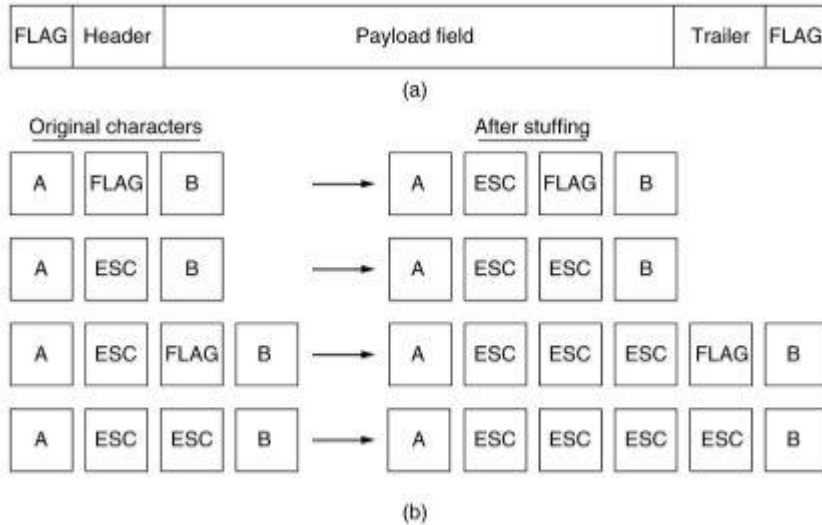 FLAG Header Payload field Trailer FLAG
(a)
Original characters After stuffing
A FLAG B A ESC FLAG B
A ESC B A ESC ESC B
A ESC FLAG B A ESC ESC ESC FLAG B
A ESC ESC B A ESC ESC ESC ESC B
(b)